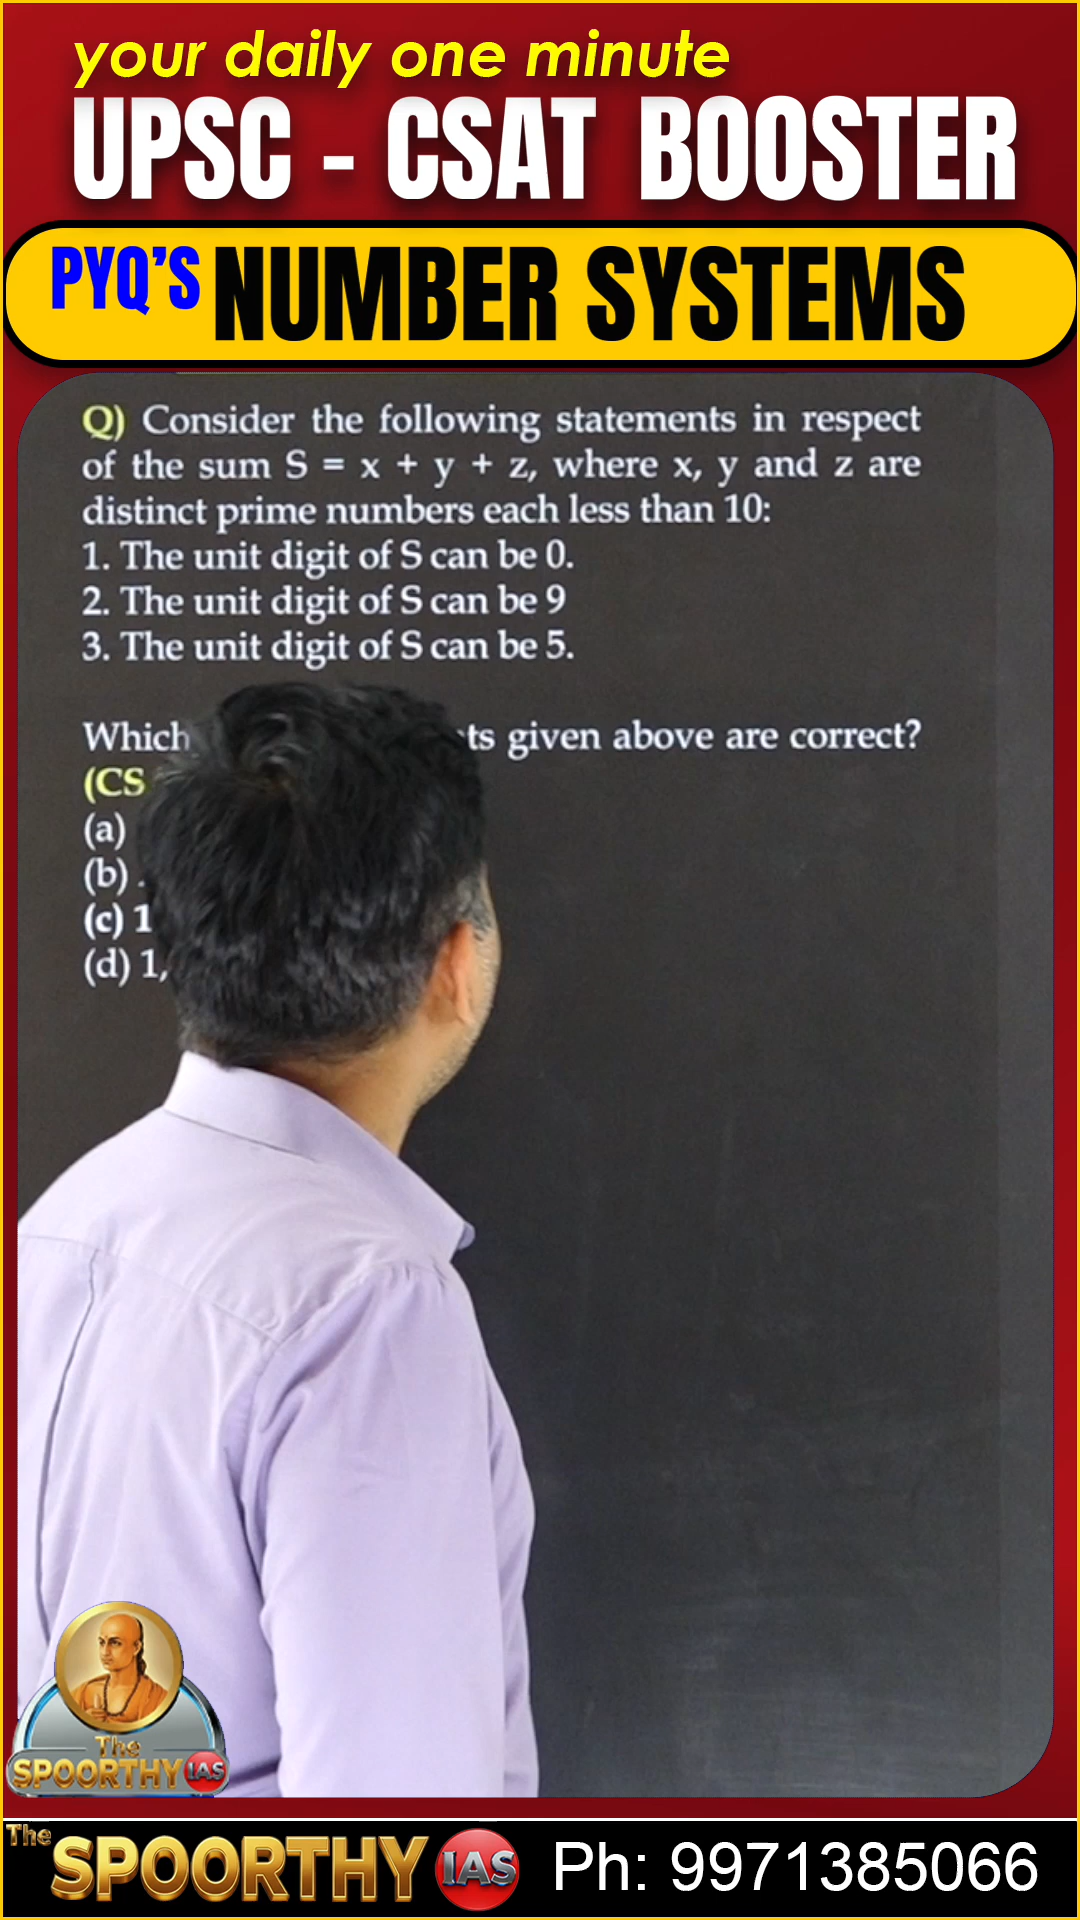 your daily one minute
UPSC - CSAT BOOSTER
PYQ'S NUMBER SYSTEMS
Q) Consider the following statements in respect
of the sum S = x + y + z, where x, y and z are
distinct prime numbers each less than 10:
1. The unit digit of S can be 0.
2. The unit digit of S can be 9
3. The unit digit of S can be 5.
Which given above are correct?
(CS
(a)
(b)
(c) 1
(d) 1,
The
SPOORTHY IAS
The SPOORTHY IAS Ph: 9971385066